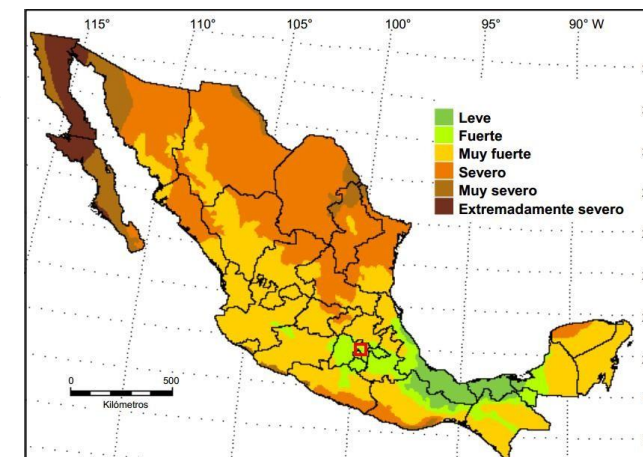 115° 110° 105° 100° 95° 90° W
Leve
Fuerte
Muy fuerte
Severo
Muy severo
Extremadamente severo
0 500
Kilómetros